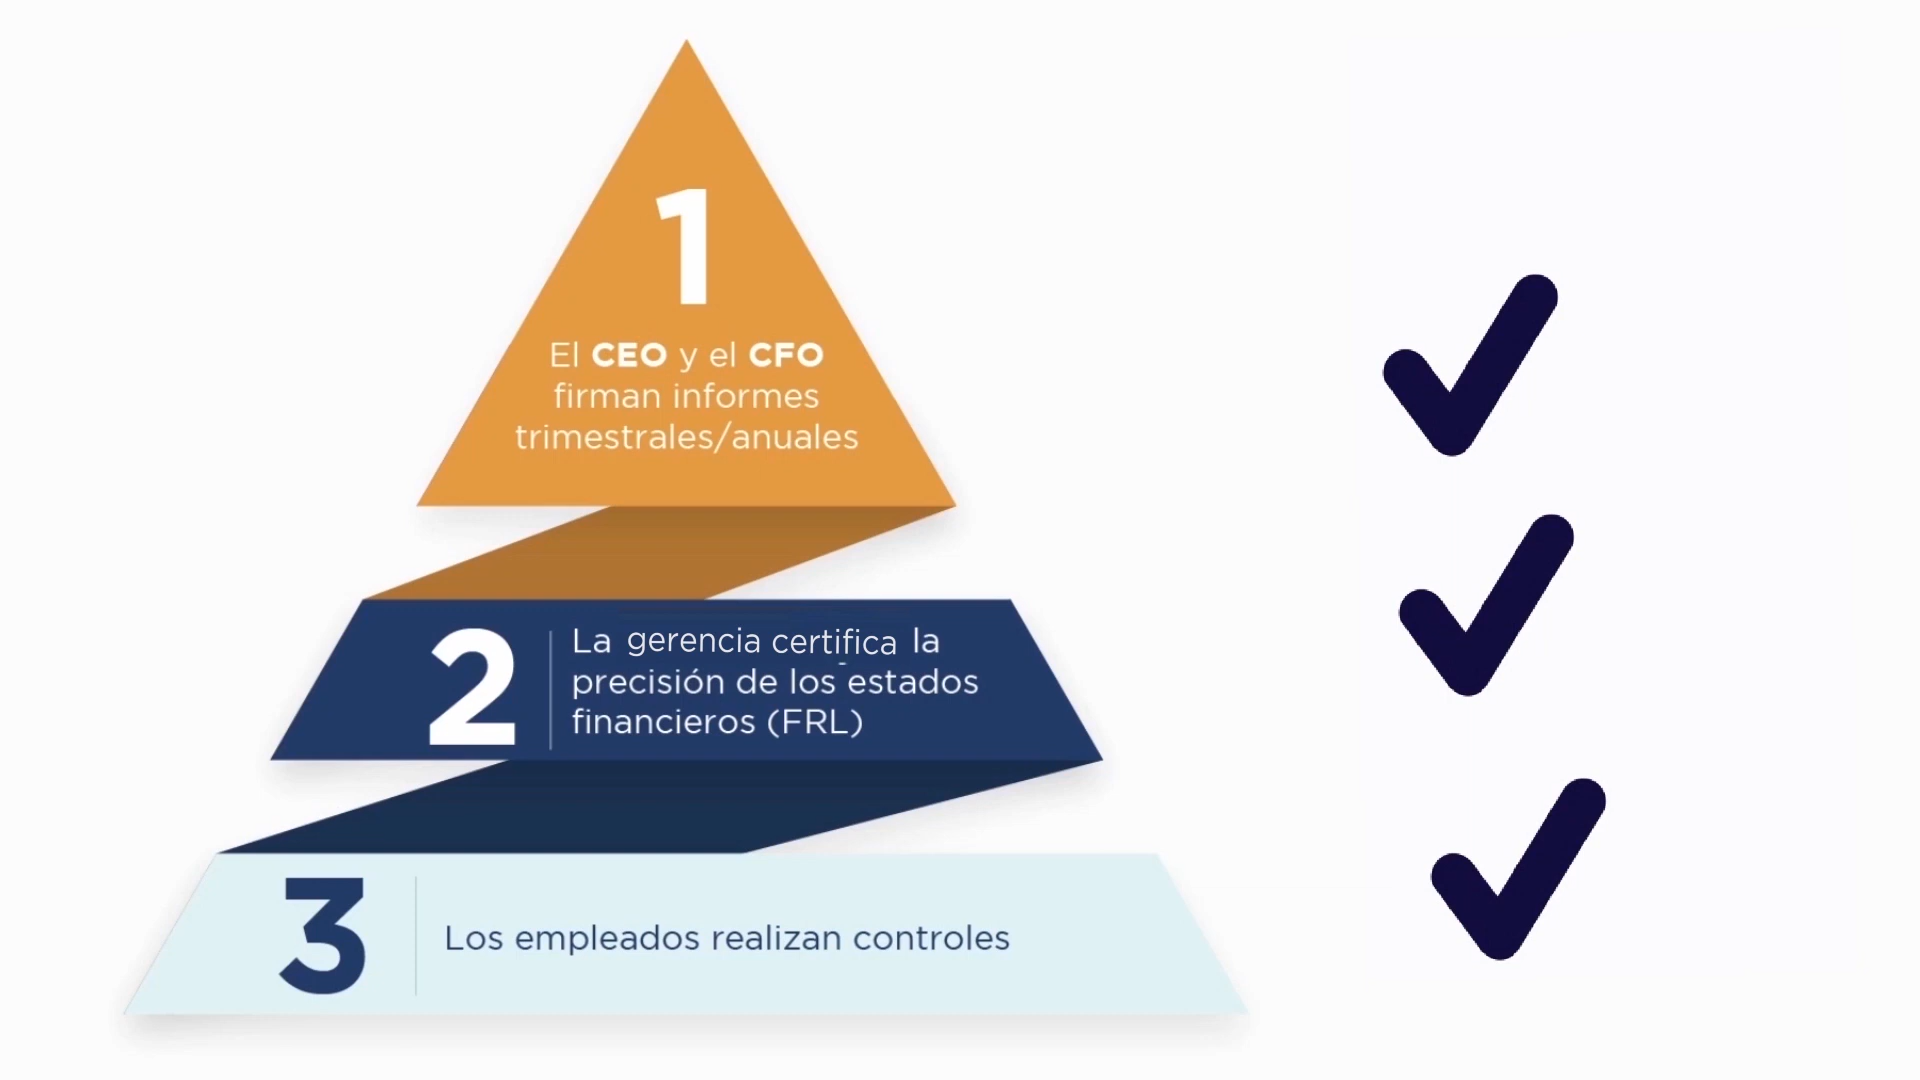 1
El CEO y el CFO
firman informes
trimestrales/anuales
2
La gerencia certifica la
precisión de los estados
financieros (FRL)
3
Los empleados realizan controles